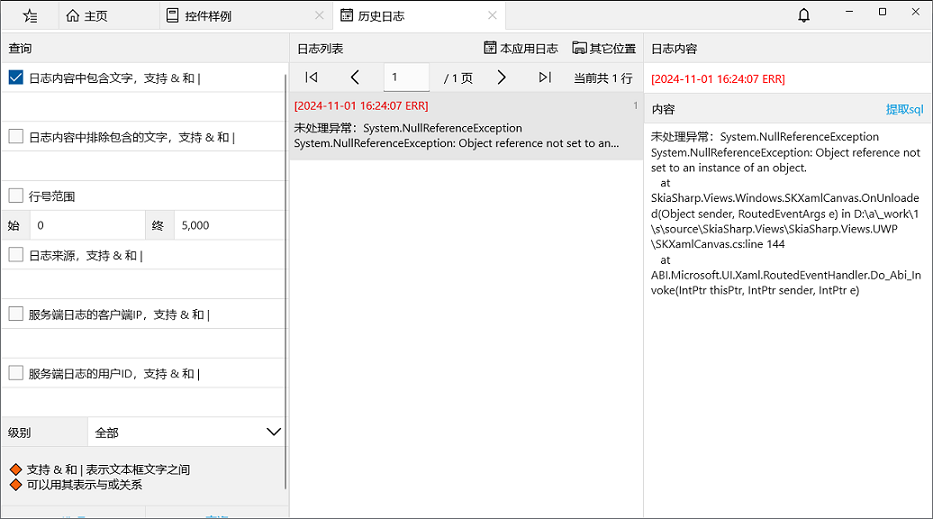 主页
控件样例
历史日志
查询
日志内容中包含文字，支持 & 和 |
日志内容中排除包含的文字，支持 & 和 |
行号范围
始 0 终 5,000
日志来源，支持 & 和 |
服务端日志的客户端IP，支持 & 和 |
服务端日志的用户ID，支持 & 和 |
级别 全部
支持 & 和 | 表示文本框文字之间
可以用其表示与或关系
日志列表 本应用日志 其它位置
1 / 1 页 当前共 1 行
[2024-11-01 16:24:07 ERR] 1
未处理异常：System.NullReferenceException
System.NullReferenceException: Object reference not set to an...
日志内容
[2024-11-01 16:24:07 ERR]
内容 提取sql
未处理异常：System.NullReferenceException
System.NullReferenceException: Object reference not
set to an instance of an object.
at
SkiaSharp.Views.Windows.SKXamlCanvas.OnUnloade
d(Object sender, RoutedEventArgs e) in D:\a\_work\1
\s\source\SkiaSharp.Views\SkiaSharp.Views.UWP
\SKXamlCanvas.cs:line 144
at
ABI.Microsoft.UI.Xaml.RoutedEventHandler.Do_Abi_In
voke(IntPtr thisPtr, IntPtr sender, IntPtr e)